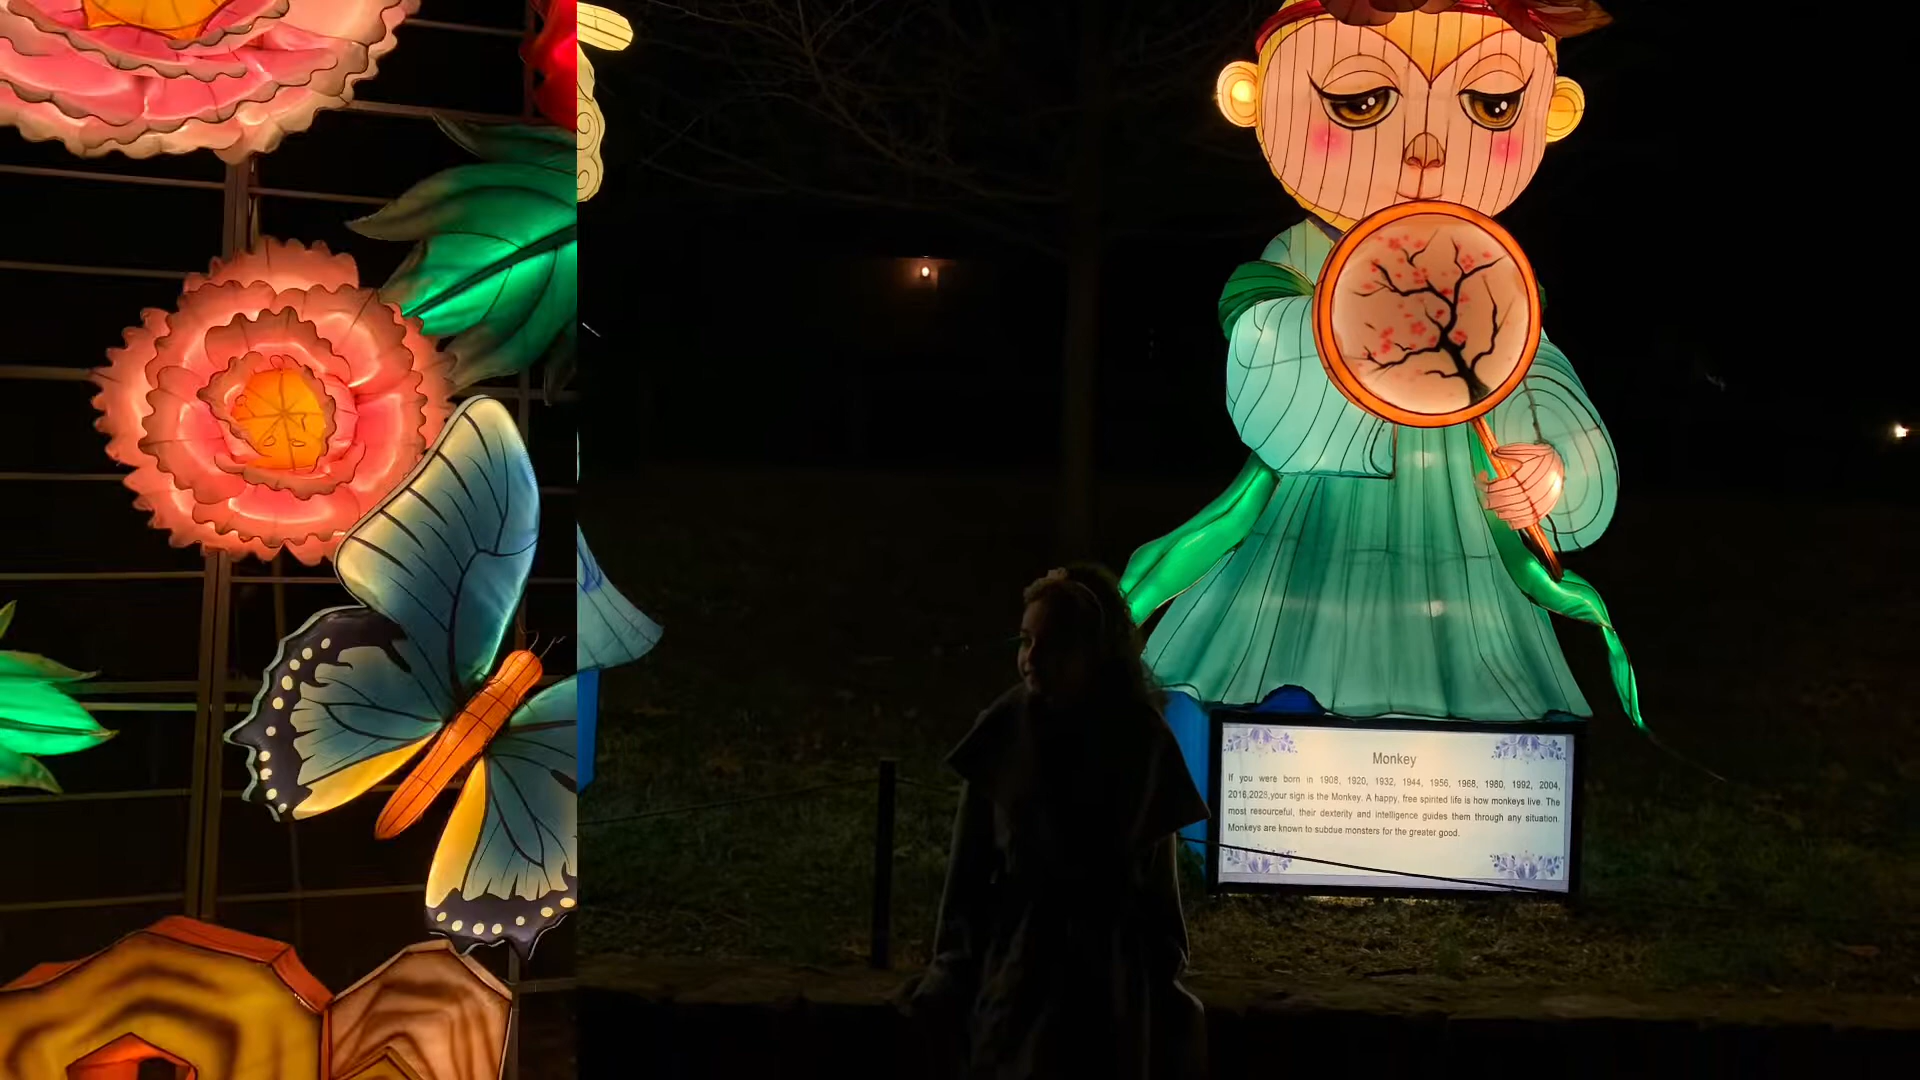 Monkey
If you were born in 1908, 1920, 1932, 1944, 1956, 1968, 1980, 1992, 2004,
2016,2028,your sign is the Monkey. A happy, free spirited life is how monkeys live. The
most resourceful, their dexterity and intelligence guides them through any situation.
Monkeys are known to subdue monsters for the greater good.